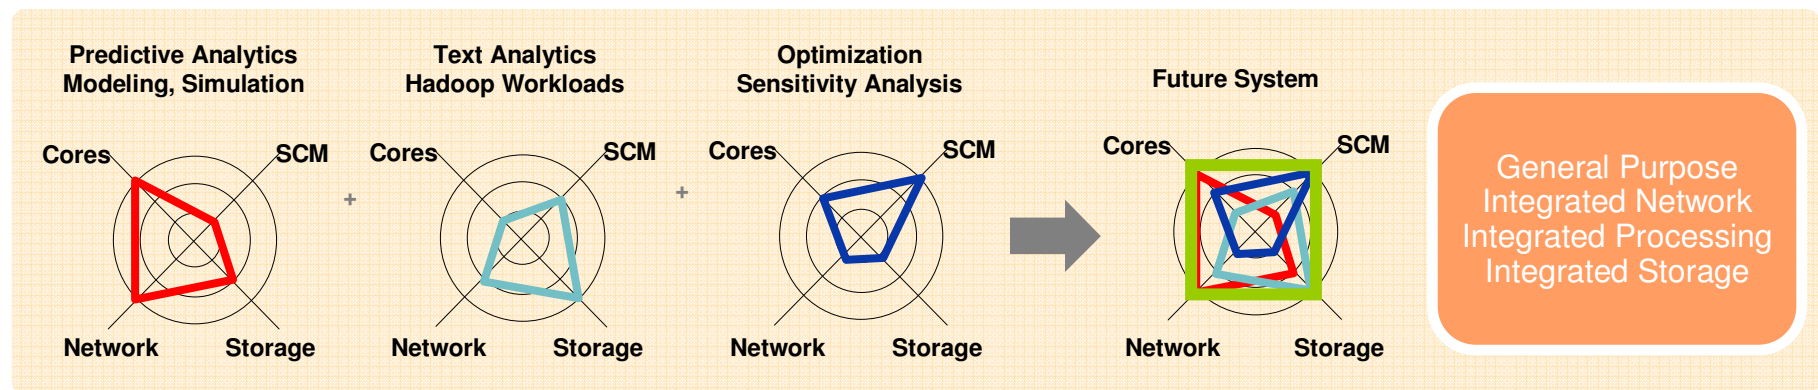 Predictive Analytics
Modeling, Simulation
Cores
SCM
Network
Storage
+
Text Analytics
Hadoop Workloads
Cores
SCM
Network
Storage
+
Optimization
Sensitivity Analysis
Cores
SCM
Network
Storage
Future System
Cores
SCM
Network
Storage
General Purpose
Integrated Network
Integrated Processing
Integrated Storage